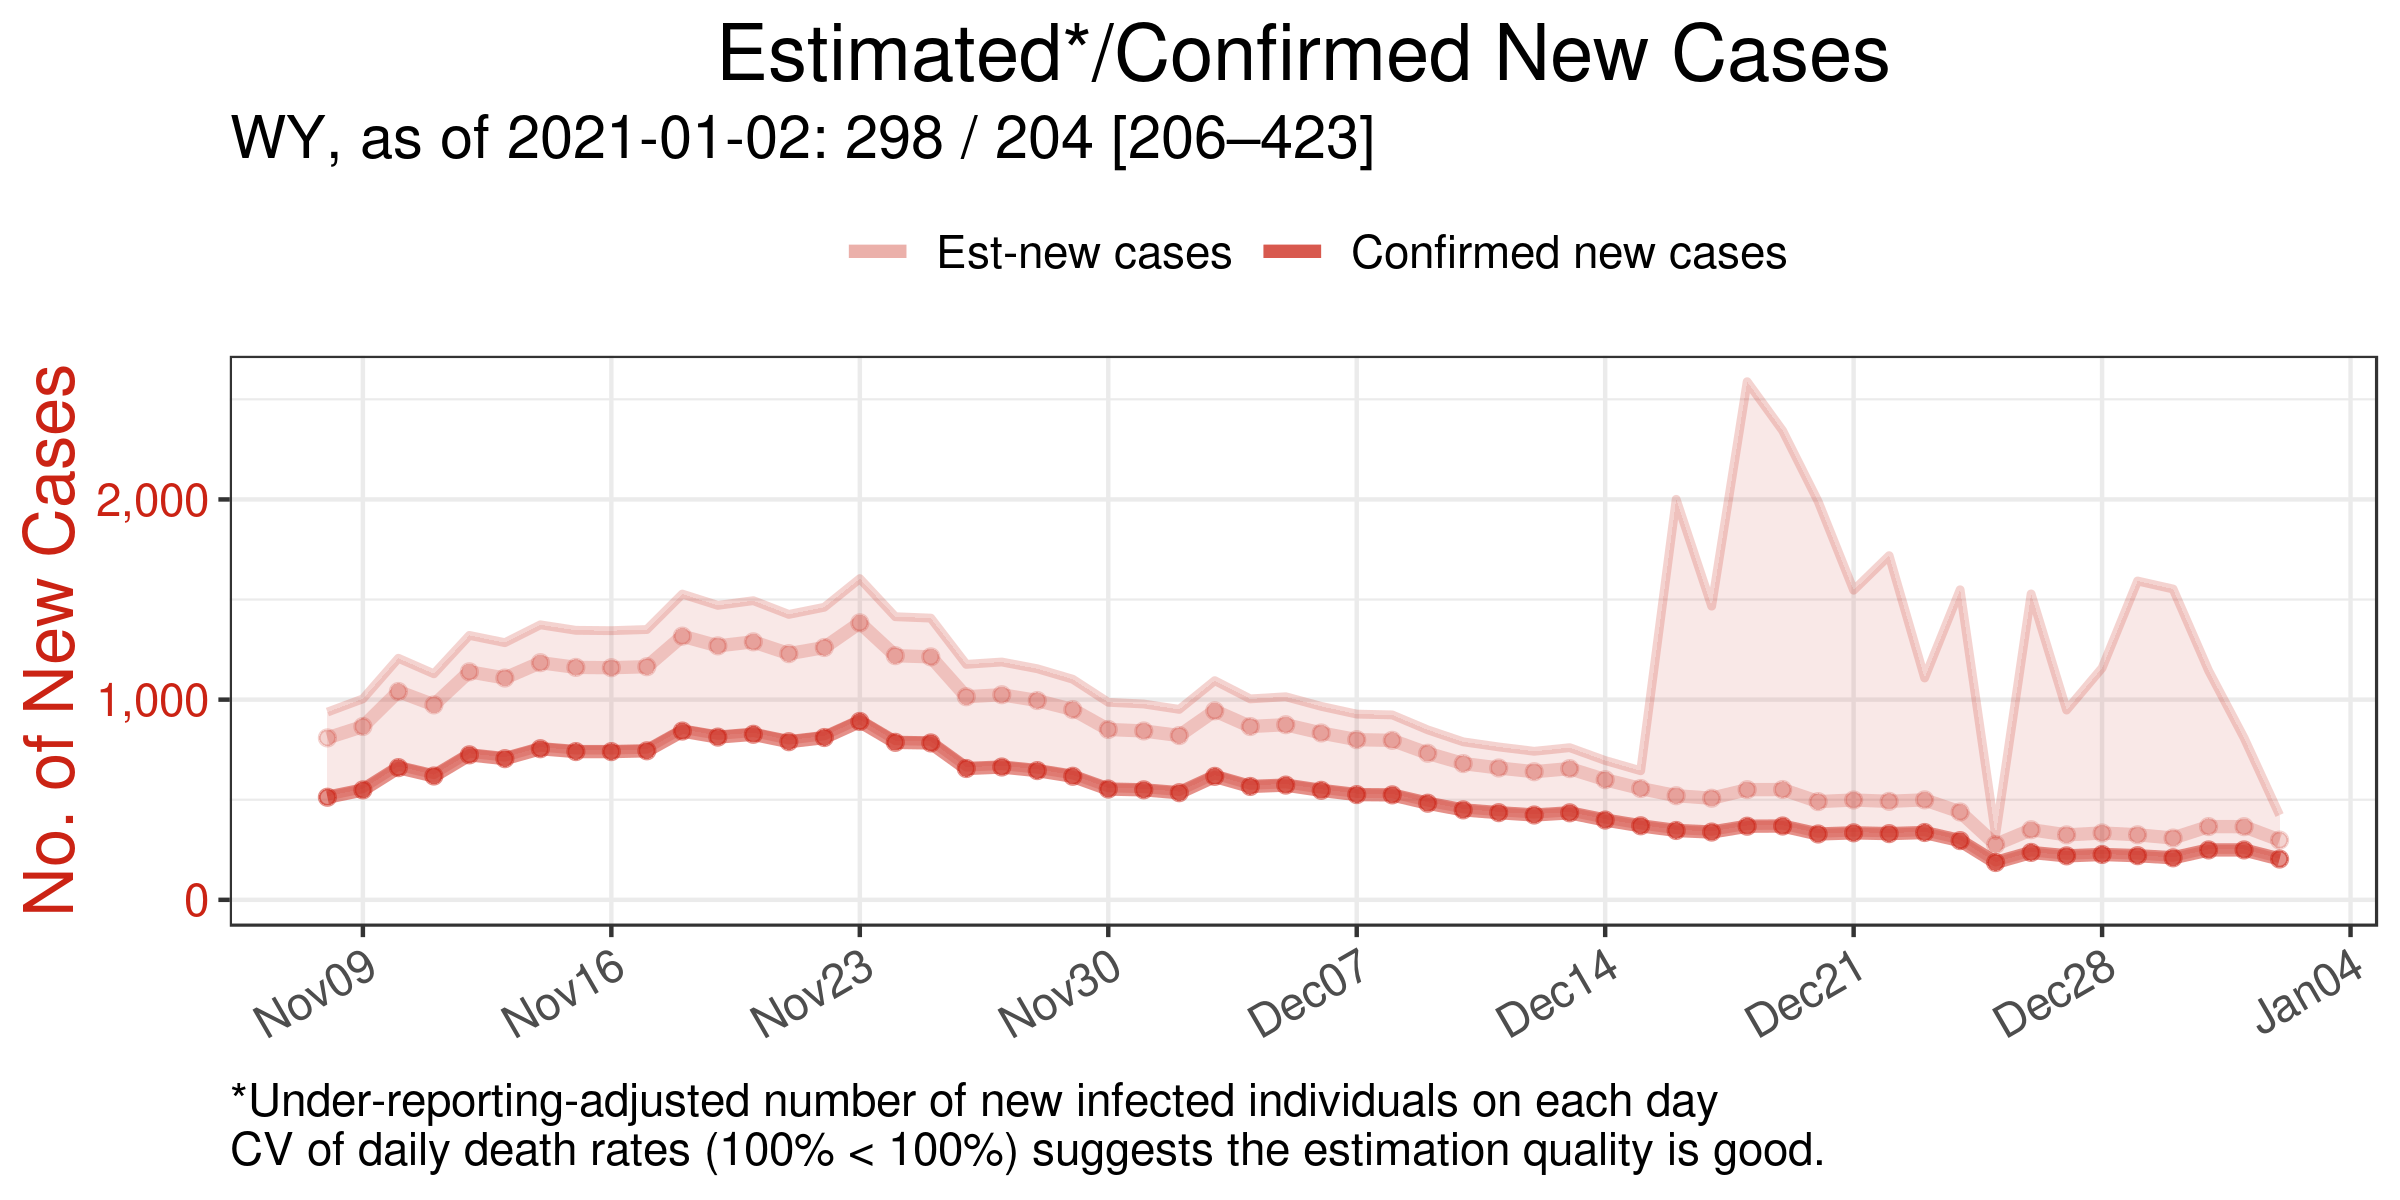 Estimated*/Confirmed New Cases
WY, as of 2021-01-02: 298 / 204 [206–423]
Est-new cases Confirmed new cases
No. of New Cases
2,000
1,000
0
Nov09 Nov16 Nov23 Nov30 Dec07 Dec14 Dec21 Dec28 Jan04
*Under-reporting-adjusted number of new infected individuals on each day
CV of daily death rates (100% < 100%) suggests the estimation quality is good.